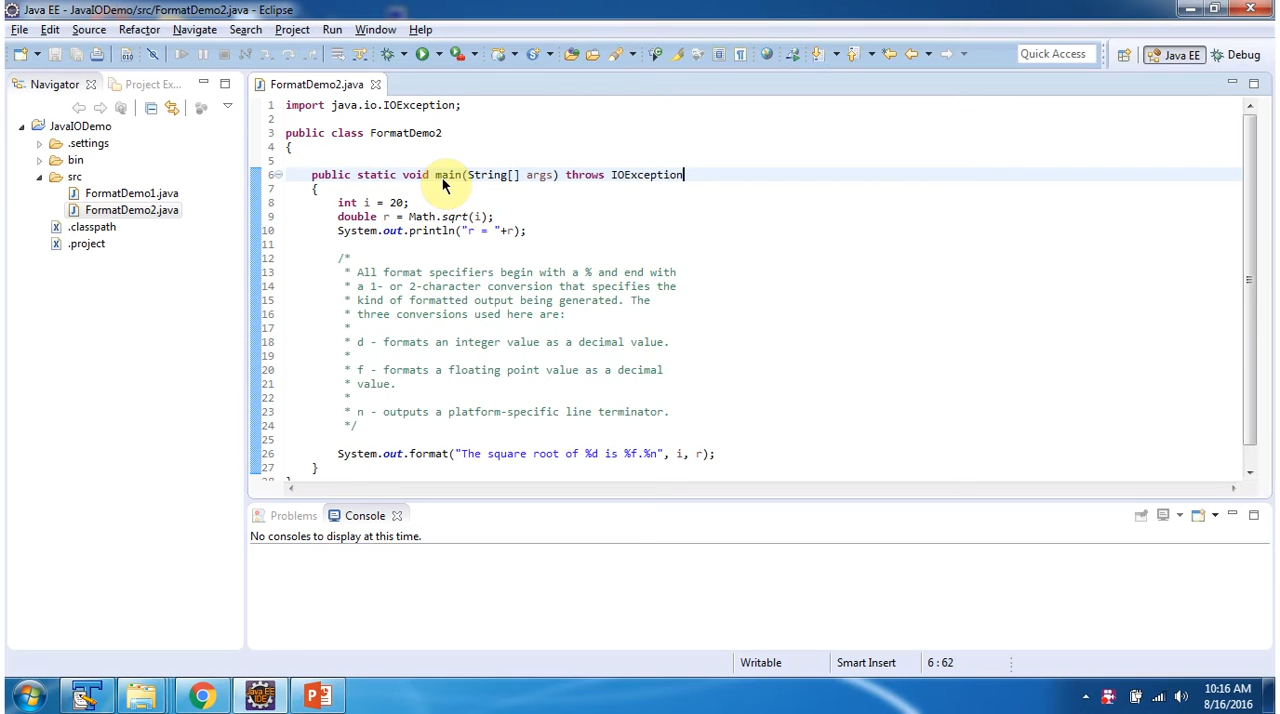 Java EE - JavaIODemo/src/FormatDemo2.java - Eclipse
File Edit Source Refactor Navigate Search Project Run Window Help
Quick Access Java EE Debug
Navigator Project Ex... FormatDemo2.java
JavaIODemo
.settings
bin
src
FormatDemo1.java
FormatDemo2.java
.classpath
.project
1 import java.io.IOException;
2
3 public class FormatDemo2
4 {
5
6 public static void main(String[] args) throws IOException
7 {
8 int i = 20;
9 double r = Math.sqrt(i);
10 System.out.println("r = "+r);
11
12 /*
13 * All format specifiers begin with a % and end with
14 * a 1- or 2-character conversion that specifies the
15 * kind of formatted output being generated. The
16 * three conversions used here are:
17 *
18 * d - formats an integer value as a decimal value.
19 *
20 * f - formats a floating point value as a decimal
21 * value.
22 *
23 * n - outputs a platform-specific line terminator.
24 */
25
26 System.out.format("The square root of %d is %f.%n", i, r);
27 }
Problems Console
No consoles to display at this time.
Writable Smart Insert 6 : 62
Java EE IDE
10:16 AM
8/16/2016